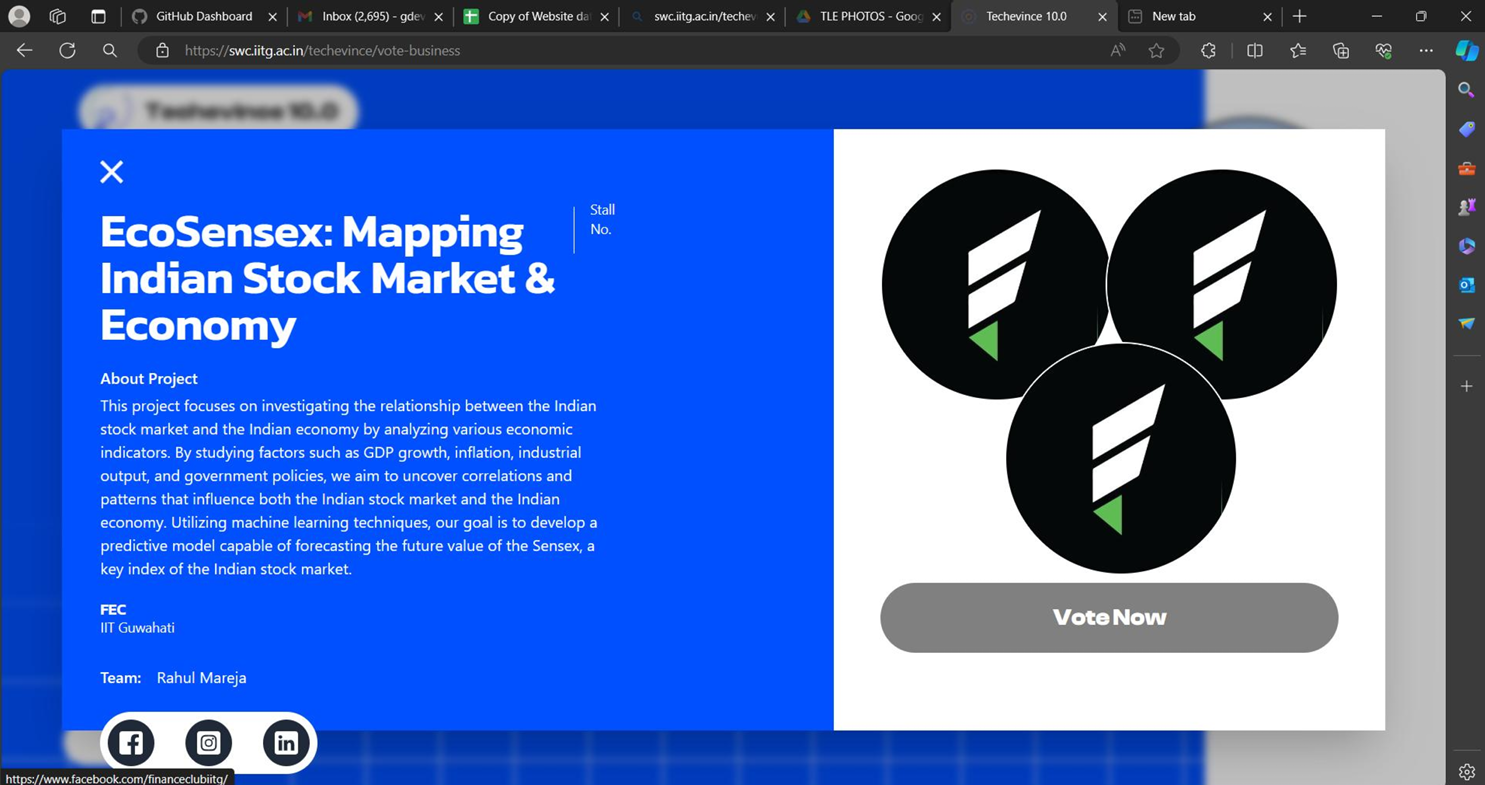 GitHub Dashboard
Inbox (2,695) - gdev
Copy of Website da
swc.iitg.ac.in/techev
TLE PHOTOS - Goog
Techevince 10.0
New tab
https://swc.iitg.ac.in/techevince/vote-business
Techevince 10.0
EcoSensex: Mapping
Indian Stock Market &
Economy
Stall
No.
About Project
This project focuses on investigating the relationship between the Indian
stock market and the Indian economy by analyzing various economic
indicators. By studying factors such as GDP growth, inflation, industrial
output, and government policies, we aim to uncover correlations and
patterns that influence both the Indian stock market and the Indian
economy. Utilizing machine learning techniques, our goal is to develop a
predictive model capable of forecasting the future value of the Sensex, a
key index of the Indian stock market.
FEC
IIT Guwahati
Team: Rahul Mareja
Vote Now
https://www.facebook.com/financeclubiitg/